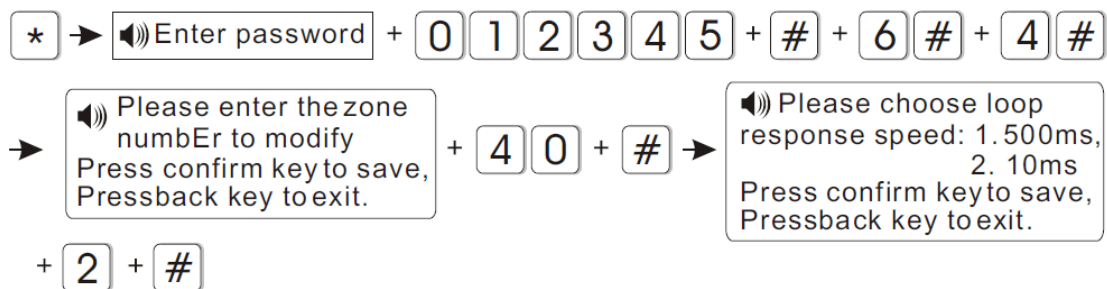 * Enter password + 0 1 2 3 4 5 + # + 6 # + 4 #
Please enter the zone
numbEr to modify
Press confirm key to save,
Pressback key to exit.
+ 4 0 + #
Please choose loop
response speed: 1. 500ms,
2. 10ms
Press confirm key to save,
Pressback key to exit.
+ 2 + #